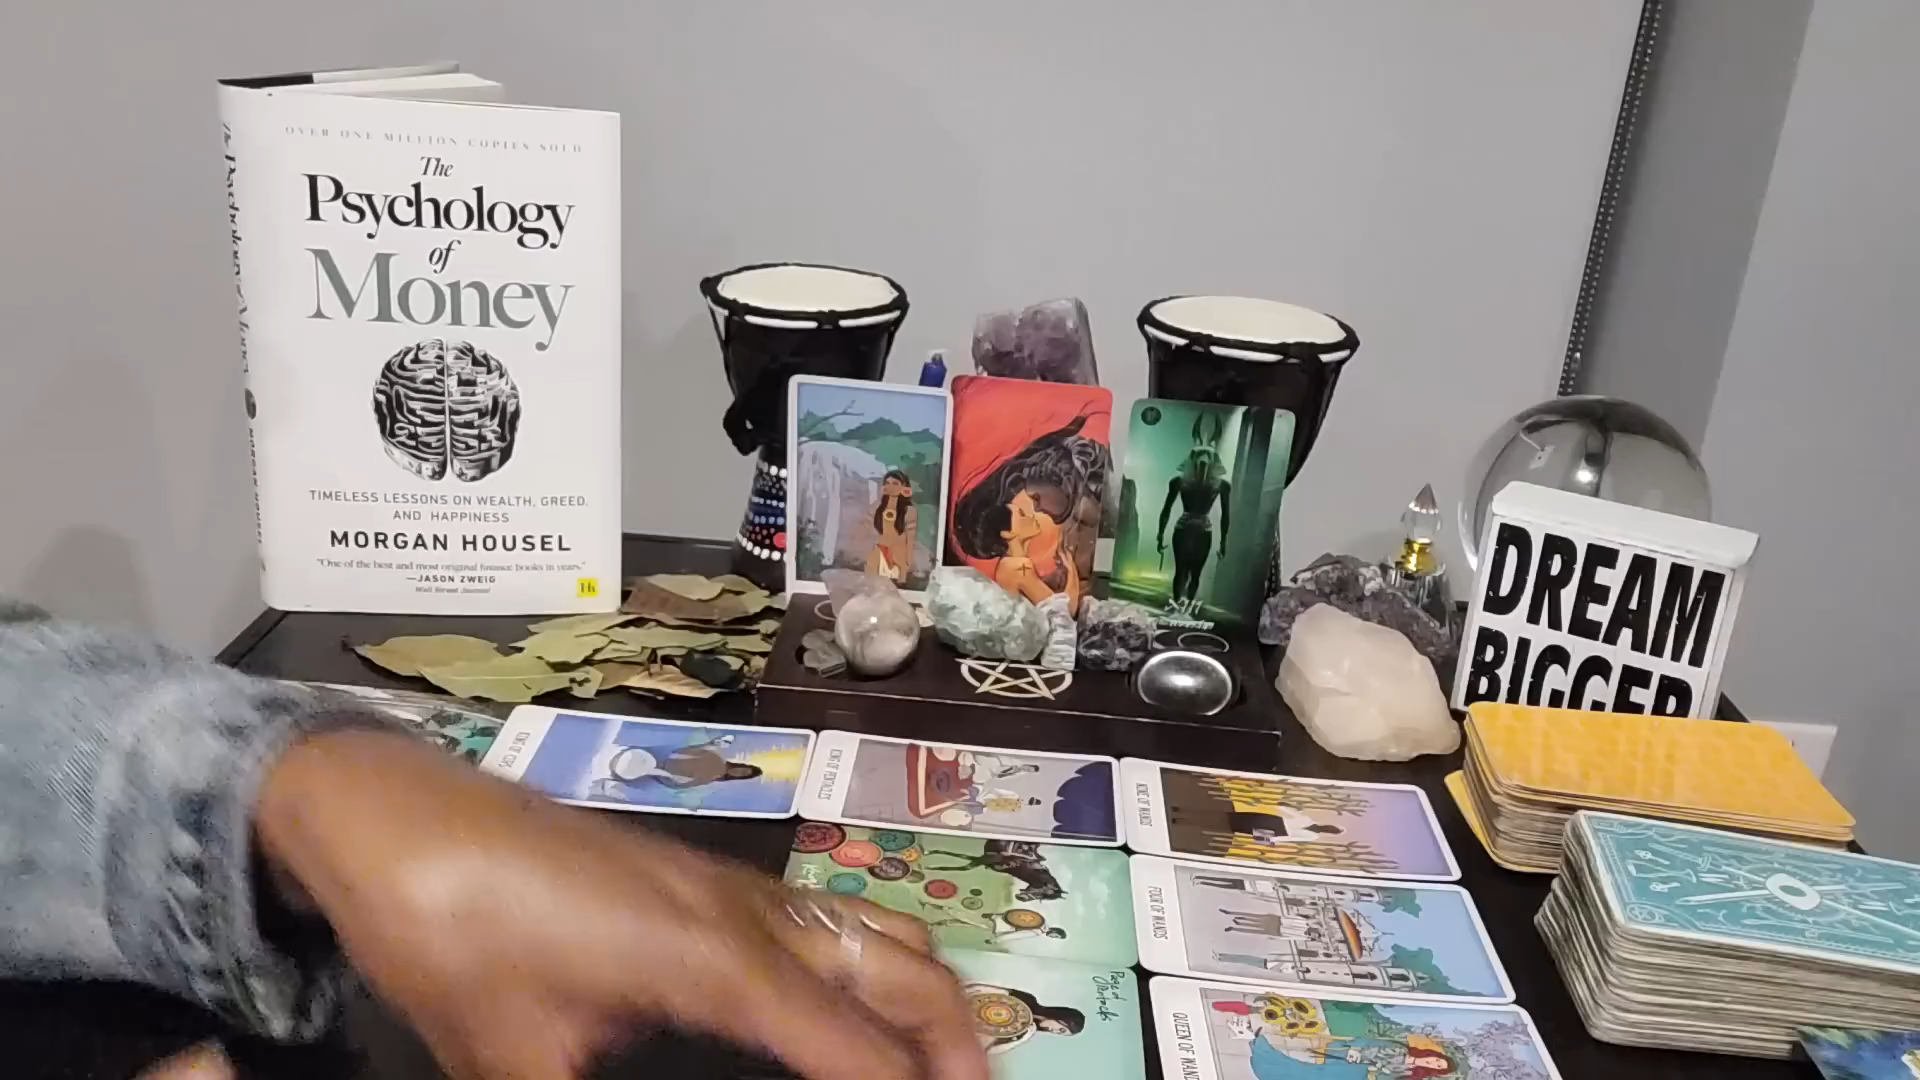 OVER ONE MILLION COPIES SOLD
The
Psychology
of
Money
TIMELESS LESSONS ON WEALTH, GREED,
AND HAPPINESS
MORGAN HOUSEL
"One of the best and most original finance books in years."
—JASON ZWEIG
Wall Street Journal
DREAM
BIGGER
KING OF CUPS
KING OF PENTACLES
KING OF WANDS
FOUR OF WANDS
Page of
Pentacles
QUEEN OF WAND